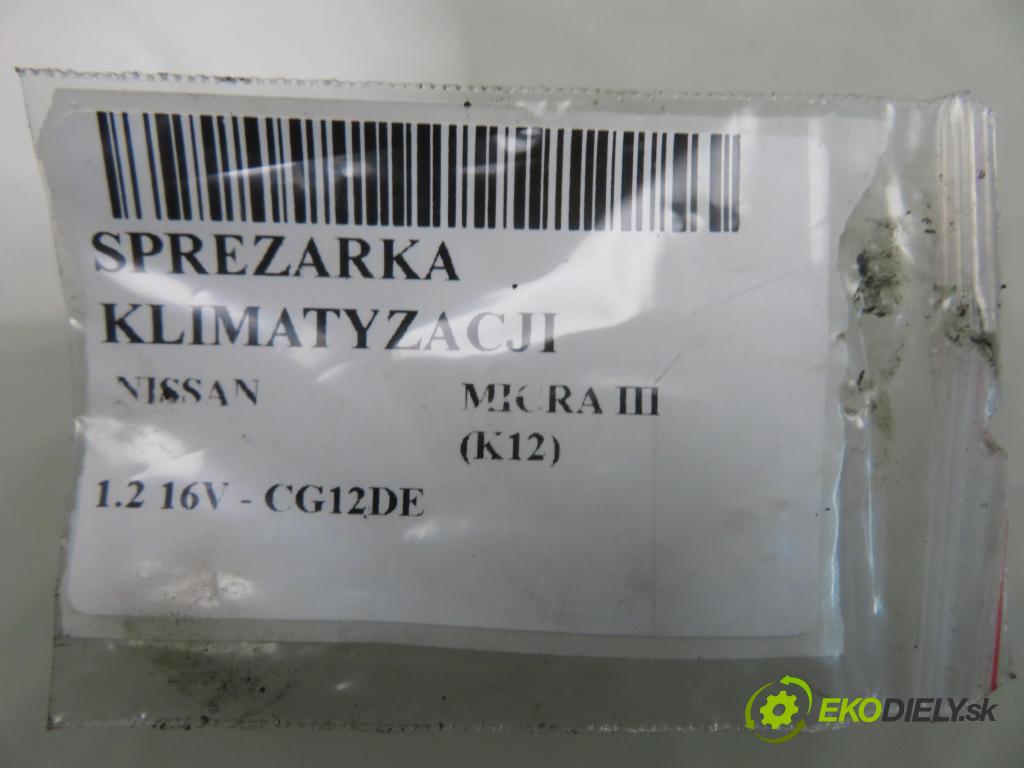 SPREZARKA
KLIMATYZACJI
NISSAN MICRA III
(K12)
1.2 16V - CG12DE
EKODIELY.sk